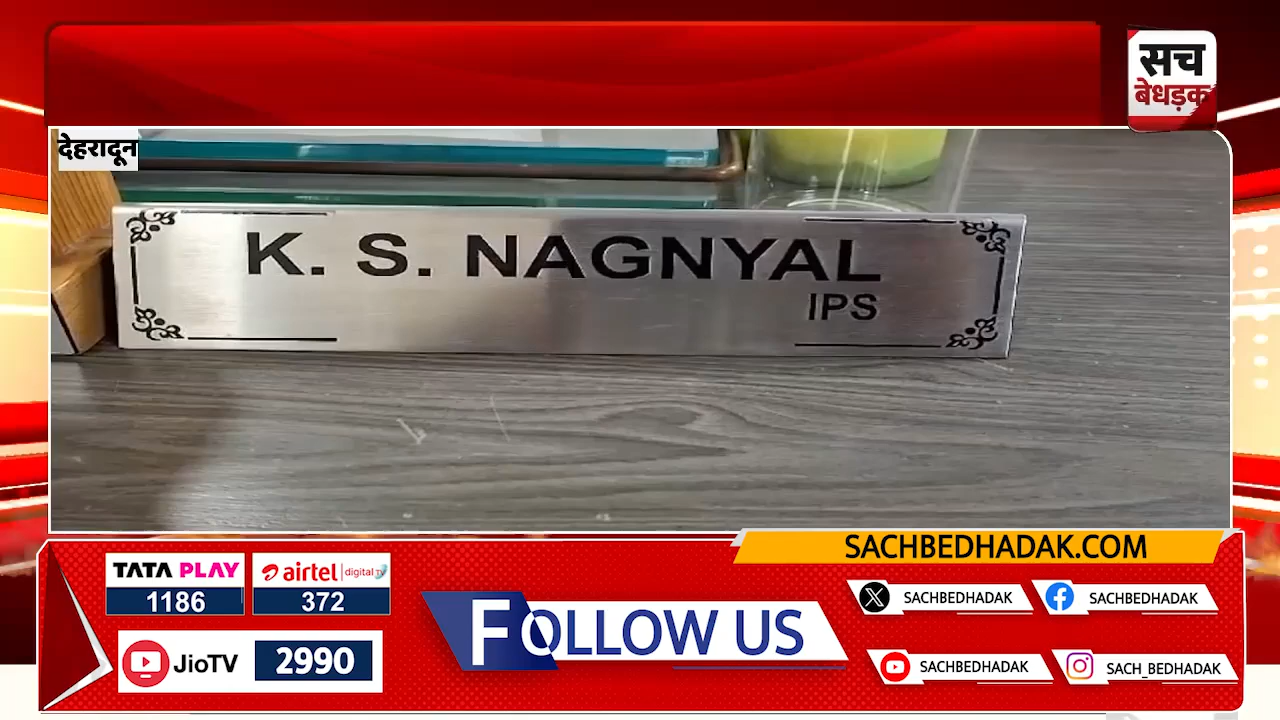 सच
बेधड़क
देहरादून
K. S. NAGNYAL
IPS
SACHBEDHADAK.COM
TATA PLAY
1186
airtel digital TV
372
JioTV
2990
FOLLOW US
SACHBEDHADAK
SACHBEDHADAK
SACHBEDHADAK
SACH_BEDHADAK